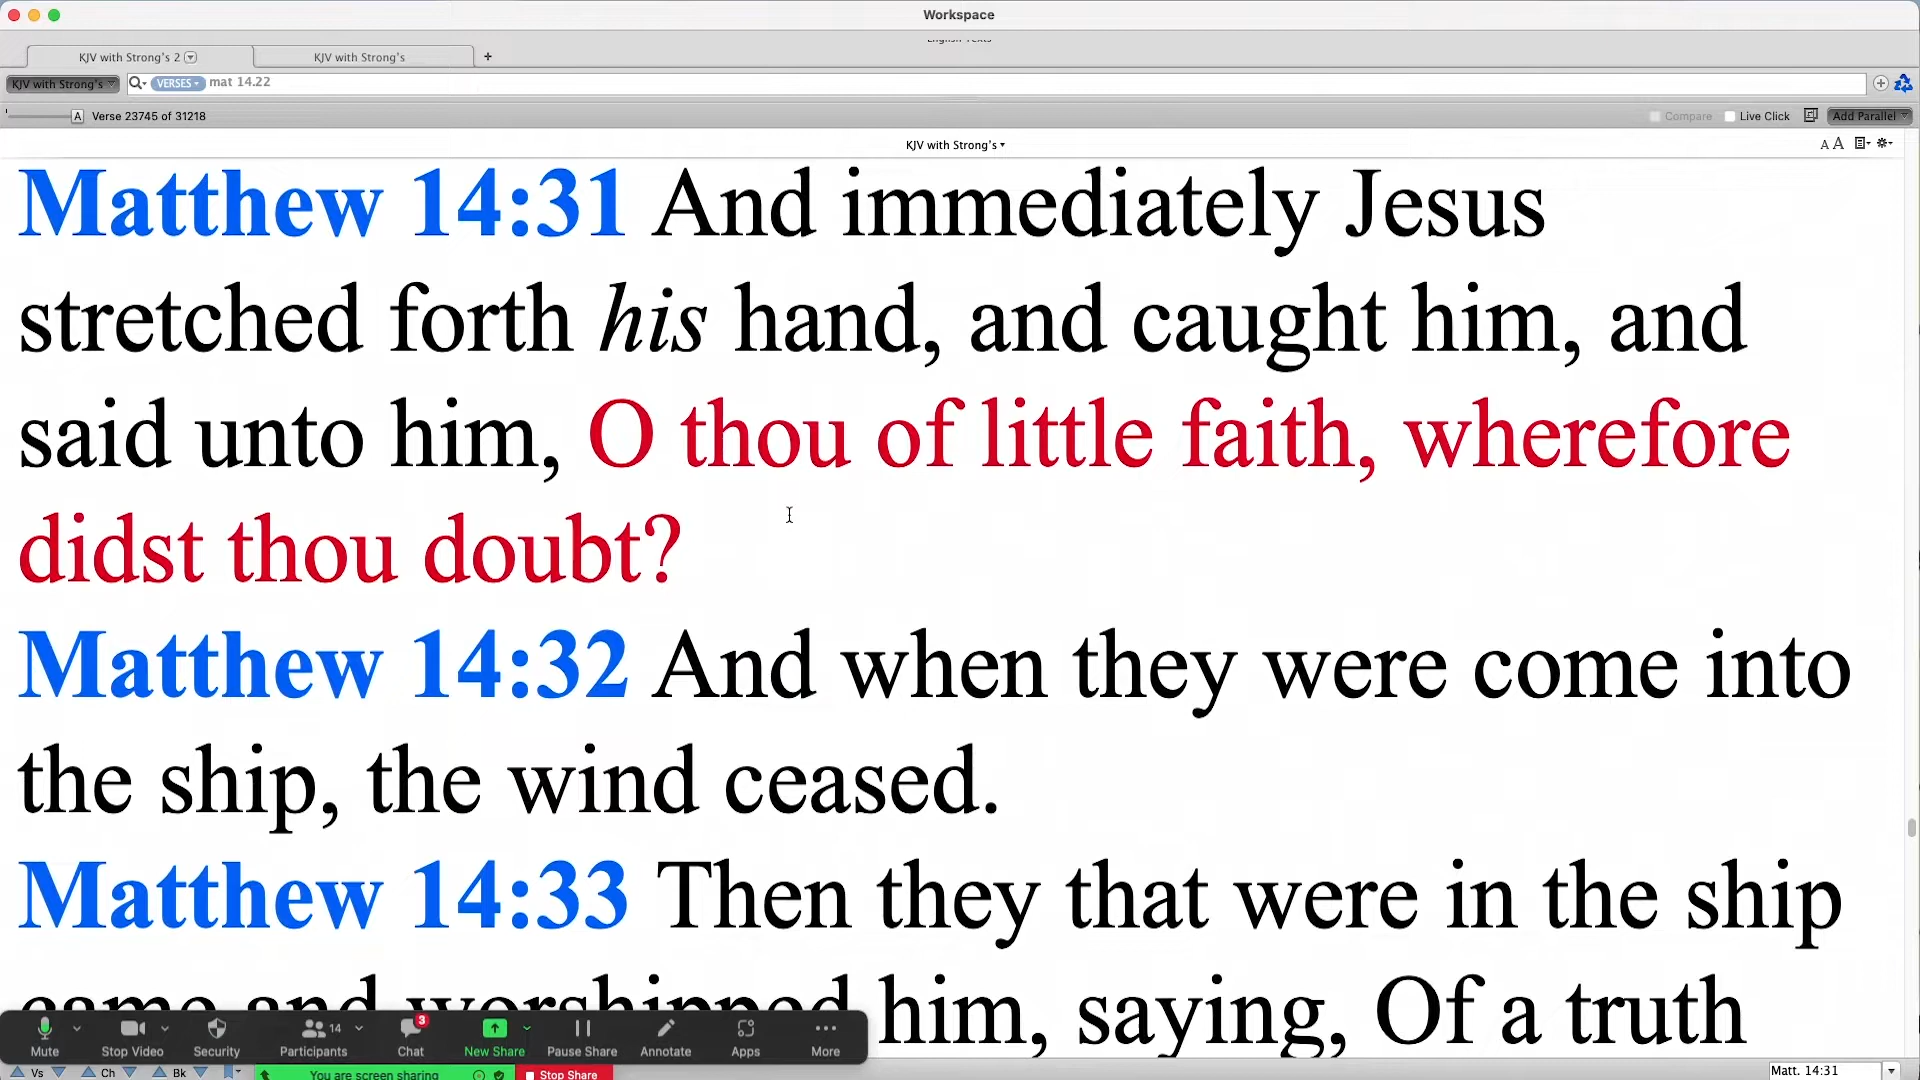 Workspace
English Texts
KJV with Strong's 2
KJV with Strong's
+
KJV with Strong's
VERSES
mat 14.22
A
Verse 23745 of 31218
Compare
Live Click
Add Parallel
KJV with Strong's
A A
Matthew 14:31 And immediately Jesus
stretched forth his hand, and caught him, and
said unto him, O thou of little faith, wherefore
didst thou doubt?
Matthew 14:32 And when they were come into
the ship, the wind ceased.
Matthew 14:33 Then they that were in the ship
came and worshipped him, saying, Of a truth
14
3
Mute
Stop Video
Security
Participants
Chat
New Share
Pause Share
Annotate
Apps
More
Vs
Ch
Bk
You are screen sharing
Stop Share
Matt. 14:31